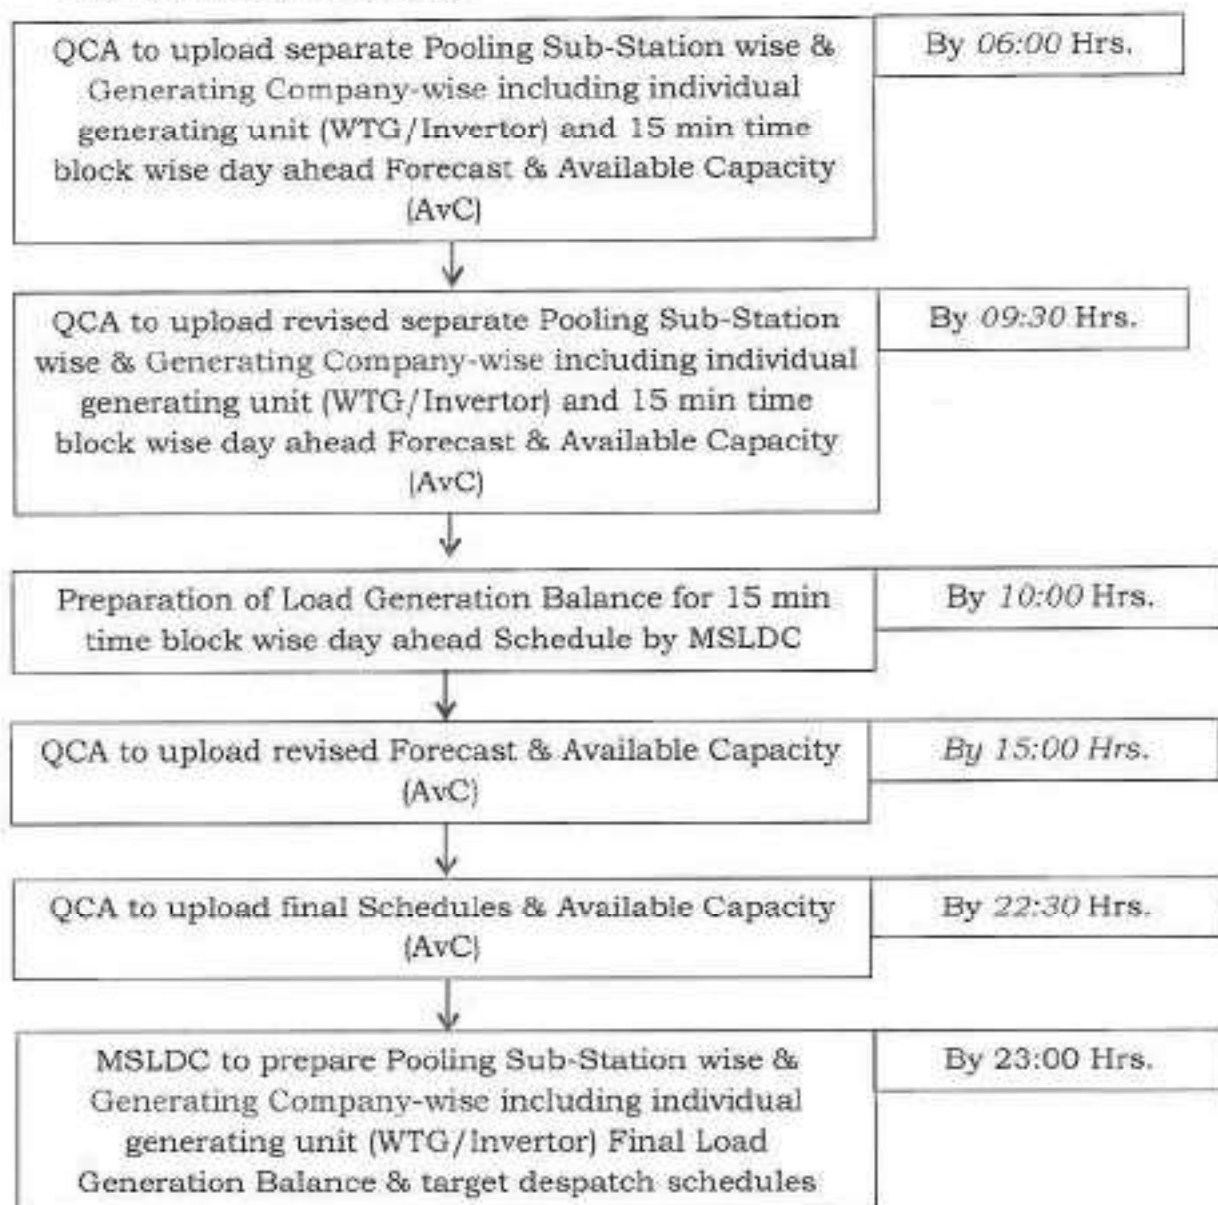 QCA to upload separate Pooling Sub-Station wise &
Generating Company-wise including individual
generating unit (WTG/Invertor) and 15 min time
block wise day ahead Forecast & Available Capacity
(AvC)
By 06:00 Hrs.
QCA to upload revised separate Pooling Sub-Station
wise & Generating Company-wise including individual
generating unit (WTG/Invertor) and 15 min time
block wise day ahead Forecast & Available Capacity
(AvC)
By 09:30 Hrs.
Preparation of Load Generation Balance for 15 min
time block wise day ahead Schedule by MSLDC
By 10:00 Hrs.
QCA to upload revised Forecast & Available Capacity
(AvC)
By 15:00 Hrs.
QCA to upload final Schedules & Available Capacity
(AvC)
By 22:30 Hrs.
MSLDC to prepare Pooling Sub-Station wise &
Generating Company-wise including individual
generating unit (WTG/Invertor) Final Load
Generation Balance & target despatch schedules
By 23:00 Hrs.